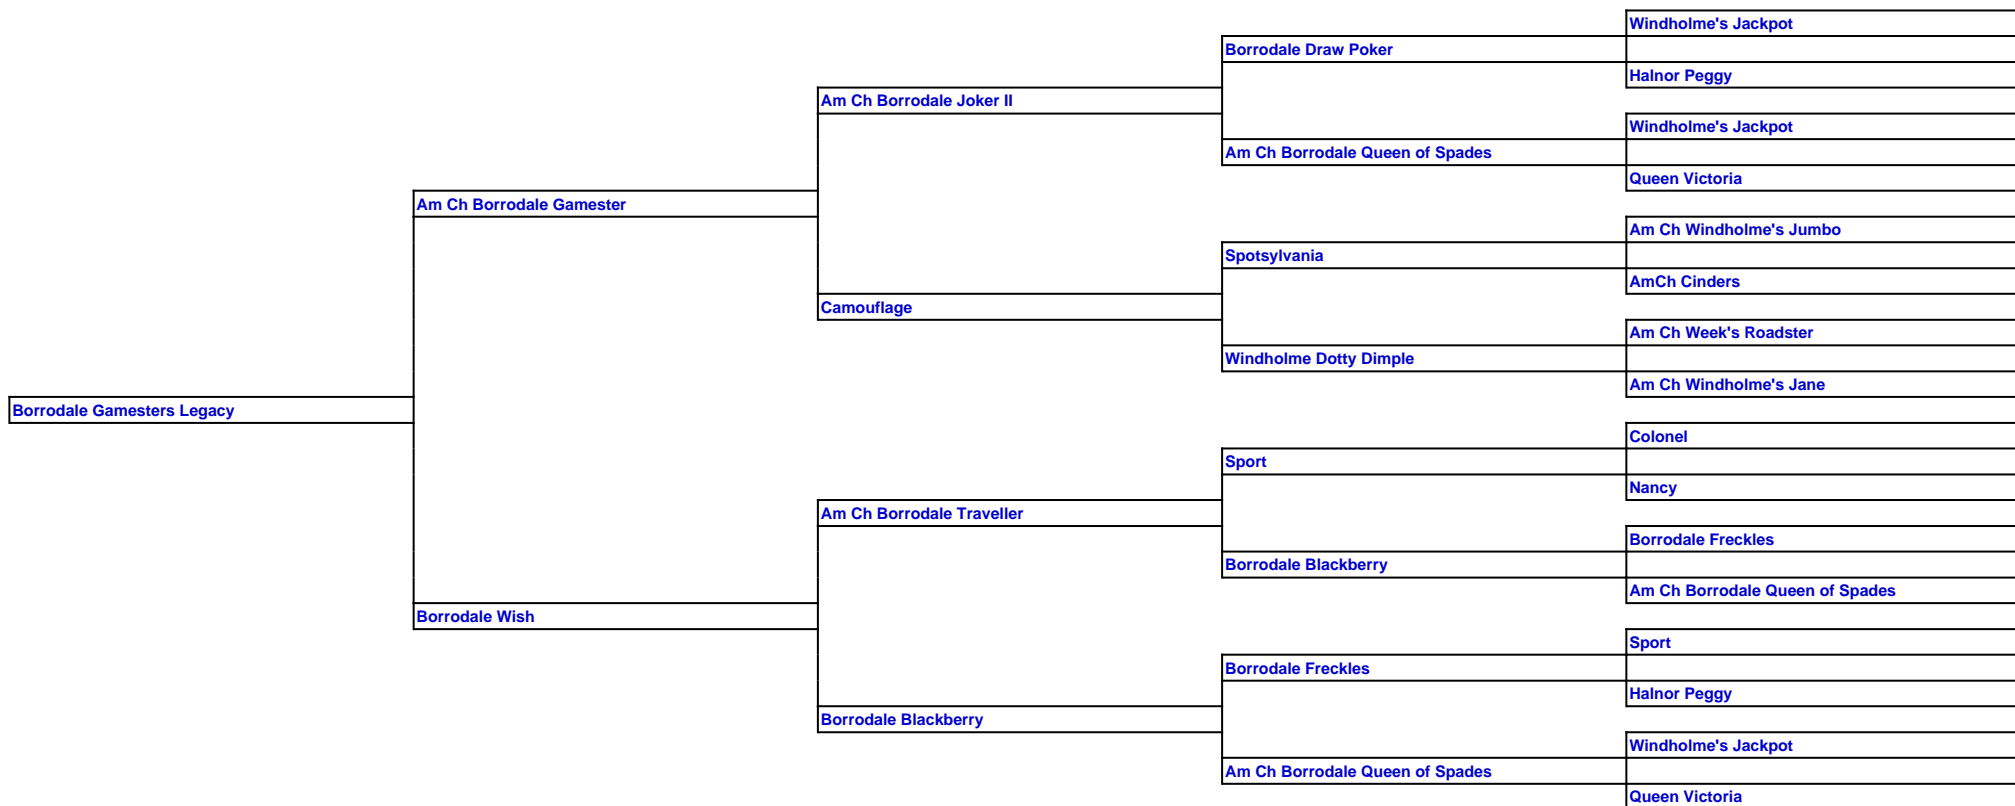 Windholme's Jackpot
Borrodale Draw Poker
Halnor Peggy
Am Ch Borrodale Joker II
Windholme's Jackpot
Am Ch Borrodale Queen of Spades
Queen Victoria
Am Ch Borrodale Gamester
Am Ch Windholme's Jumbo
Spotsylvania
AmCh Cinders
Camouflage
Am Ch Week's Roadster
Windholme Dotty Dimple
Am Ch Windholme's Jane
Borrodale Gamesters Legacy
Colonel
Sport
Nancy
Am Ch Borrodale Traveller
Borrodale Freckles
Borrodale Blackberry
Am Ch Borrodale Queen of Spades
Borrodale Wish
Sport
Borrodale Freckles
Halnor Peggy
Borrodale Blackberry
Windholme's Jackpot
Am Ch Borrodale Queen of Spades
Queen Victoria